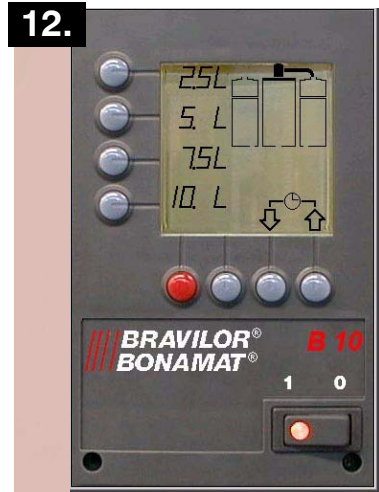 12.
2.5L
5. L
7.5L
10. L
BRAVILOR®
BONAMAT®
B 10
1 0